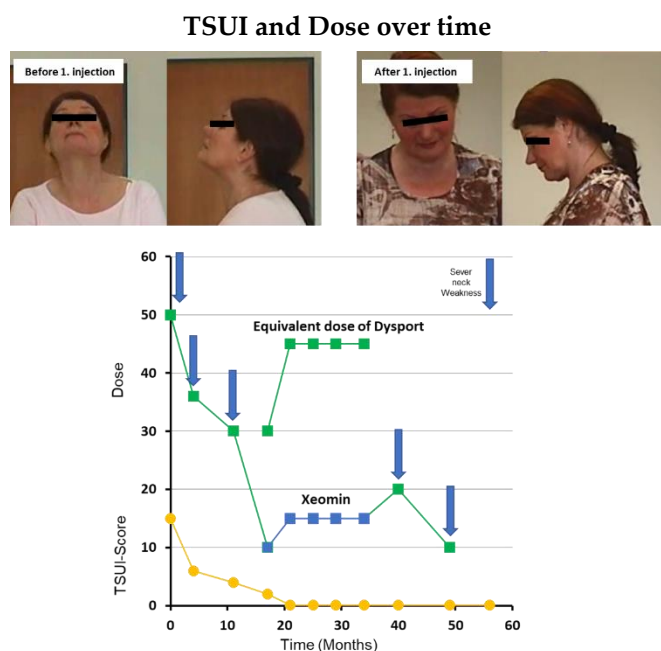 TSUI and Dose over time
Before 1. injection
After 1. injection
60
50
40
30
20
10
0
Dose
TSUI-Score
Sever
neck
Weakness
Equivalent dose of Dysport
Xeomin
0
10
20
30
40
50
60
Time (Months)